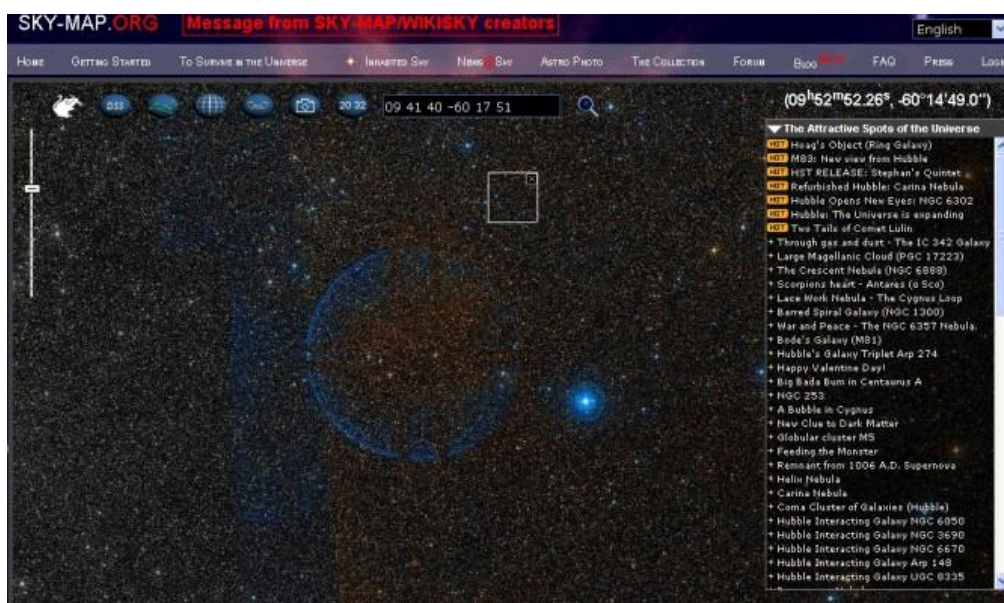 SKY-MAP.ORG
Message from SKY-MAP/WIKISKY creators
English
Home Getting Started To Survive in the Universe Inhabited Sky News@Sky Astro Photo The Collection Forum Blog FAQ Press Login
DSS
20 32
09 41 40 -60 17 51
(09h52m52.26s, -60°14'49.0")
The Attractive Spots of the Universe
HOT Hoag's Object (Ring Galaxy)
HOT M83: New view from Hubble
HOT HST RELEASE: Stephan's Quintet
HOT Refurbished Hubble: Carina Nebula
HOT Hubble Opens New Eyes: NGC 6302
HOT Hubble: The Universe is expanding
HOT Two Tails of Comet Lulin
+ Through gas and dust - The IC 342 Galaxy
+ Large Magellanic Cloud (PGC 17223)
+ The Crescent Nebula (NGC 6888)
+ Scorpions heart - Antares (α Sco)
+ Lace Work Nebula - The Cygnus Loop
+ Barred Spiral Galaxy (NGC 1300)
+ War and Peace - The NGC 6357 Nebula.
+ Bode's Galaxy (M81)
+ Hubble's Galaxy Triplet Arp 274
+ Happy Valentine Day!
+ Big Bada Bum in Centaurus A
+ NGC 253
+ A Bubble in Cygnus
+ New Clue to Dark Matter
+ Globular cluster M5
+ Feeding the Monster
+ Remnant from 1006 A.D. Supernova
+ Helix Nebula
+ Carina Nebula
+ Coma Cluster of Galaxies (Hubble)
+ Hubble Interacting Galaxy NGC 6050
+ Hubble Interacting Galaxy NGC 3690
+ Hubble Interacting Galaxy NGC 6670
+ Hubble Interacting Galaxy Arp 148
+ Hubble Interacting Galaxy UGC 8335